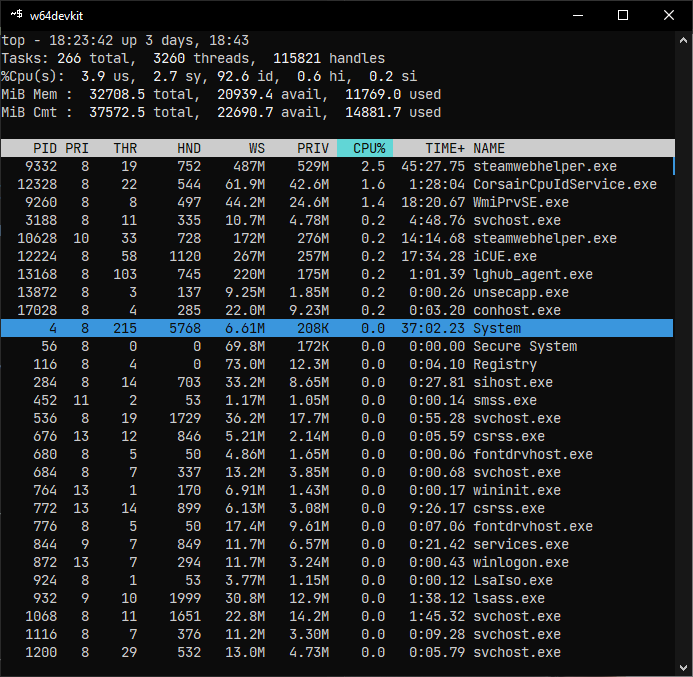 ~$ w64devkit
top - 18:23:42 up 3 days, 18:43
Tasks: 266 total,  3260 threads,  115821 handles
%Cpu(s):  3.9 us,  2.7 sy, 92.6 id,  0.6 hi,  0.2 si
MiB Mem :  32708.5 total,  20939.4 avail,  11769.0 used
MiB Cmt :  37572.5 total,  22690.7 avail,  14881.7 used
PID PRI THR HND WS PRIV CPU% TIME+ NAME
9332 8 19 752 487M 529M 2.5 45:27.75 steamwebhelper.exe
12328 8 22 544 61.9M 42.6M 1.6 1:28:04 CorsairCpuIdService.exe
9260 8 8 497 44.2M 24.6M 1.4 18:20.67 WmiPrvSE.exe
3188 8 11 335 10.7M 4.78M 0.2 4:48.76 svchost.exe
10628 10 33 728 172M 276M 0.2 14:14.68 steamwebhelper.exe
12224 8 58 1120 267M 257M 0.2 17:34.28 iCUE.exe
13168 8 103 745 220M 175M 0.2 1:01.39 lghub_agent.exe
13872 8 3 137 9.25M 1.85M 0.2 0:00.26 unsecapp.exe
17028 8 4 285 22.0M 9.23M 0.2 0:03.20 conhost.exe
4 8 215 5768 6.61M 208K 0.0 37:02.23 System
56 8 0 0 69.8M 172K 0.0 0:00.00 Secure System
116 8 4 0 73.0M 12.3M 0.0 0:04.10 Registry
284 8 14 703 33.2M 8.65M 0.0 0:27.81 sihost.exe
452 11 2 53 1.17M 1.05M 0.0 0:00.14 smss.exe
536 8 19 1729 36.2M 17.7M 0.0 0:55.28 svchost.exe
676 13 12 846 5.21M 2.14M 0.0 0:05.59 csrss.exe
680 8 5 50 4.86M 1.65M 0.0 0:00.06 fontdrvhost.exe
684 8 7 337 13.2M 3.85M 0.0 0:00.68 svchost.exe
764 13 1 170 6.91M 1.43M 0.0 0:00.17 wininit.exe
772 13 14 899 6.13M 3.08M 0.0 9:26.17 csrss.exe
776 8 5 50 17.4M 9.61M 0.0 0:07.06 fontdrvhost.exe
844 9 7 849 11.7M 6.57M 0.0 0:21.42 services.exe
872 13 7 294 11.7M 3.24M 0.0 0:00.43 winlogon.exe
924 8 1 53 3.77M 1.15M 0.0 0:00.12 LsaIso.exe
932 9 10 1999 30.8M 12.9M 0.0 1:38.12 lsass.exe
1068 8 11 1651 22.8M 14.2M 0.0 1:45.32 svchost.exe
1116 8 7 376 11.2M 3.30M 0.0 0:09.28 svchost.exe
1200 8 29 532 13.0M 4.73M 0.0 0:05.79 svchost.exe